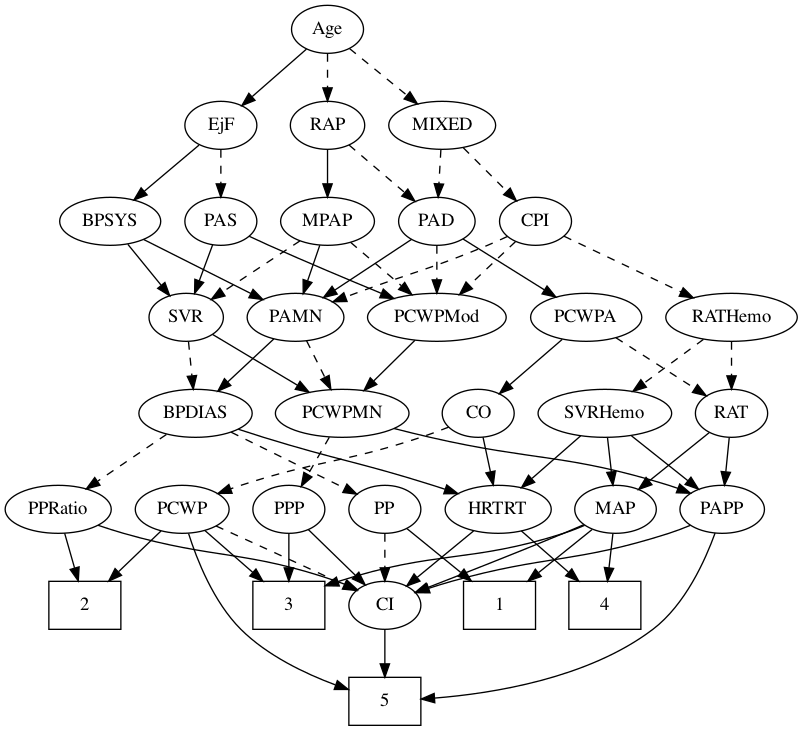 Age
EjF RAP MIXED
BPSYS PAS MPAP PAD CPI
SVR PAMN PCWPMod PCWPA RATHemo
BPDIAS PCWPMN CO SVRHemo RAT
PPRatio PCWP PPP PP HRTRT MAP PAPP
2 3 CI 1 4
5